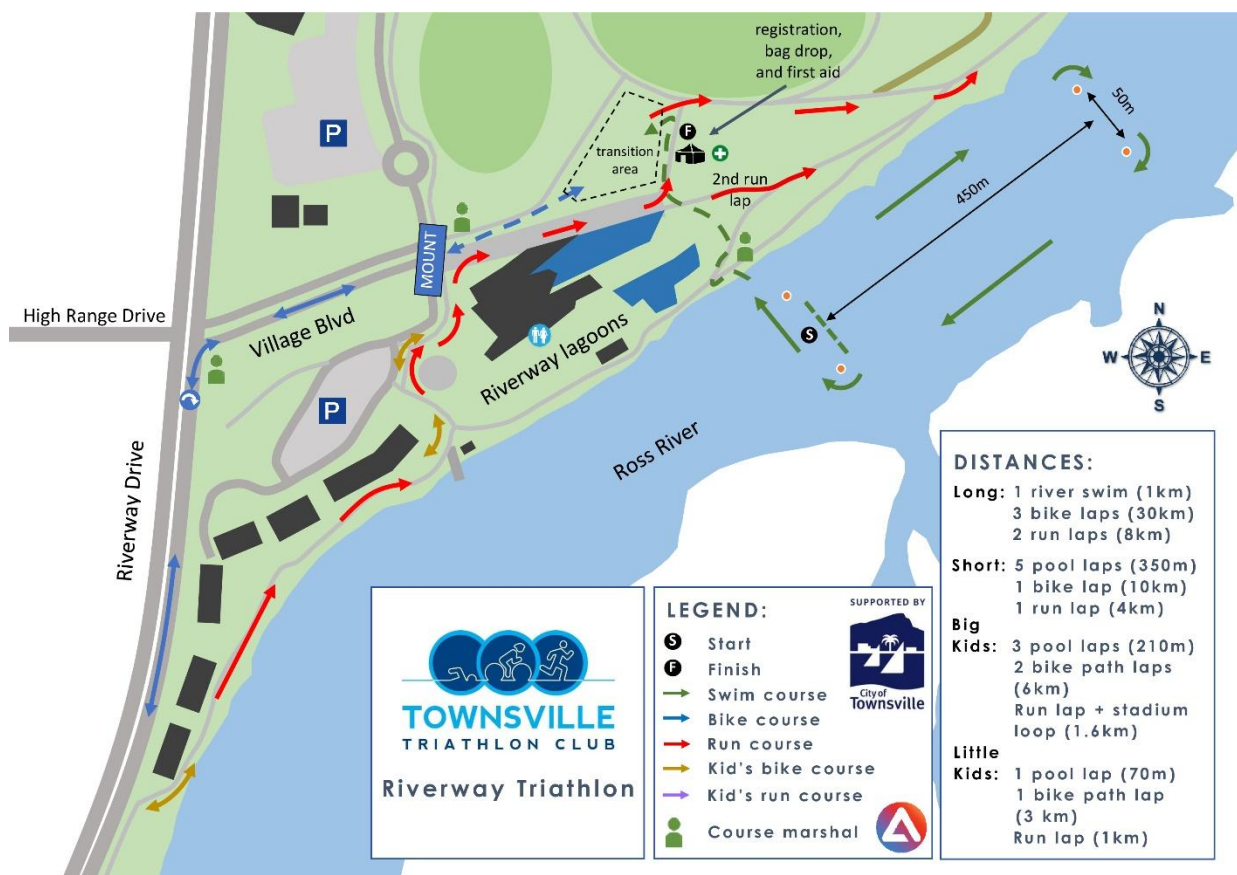 registration,
bag drop,
and first aid
P
F
transition
area
2nd run
lap
50m
450m
MOUNT
High Range Drive
Village Blvd
Riverway lagoons
S
P
Ross River
Riverway Drive
N
W E
S
TOWNSVILLE
TRIATHLON CLUB
Riverway Triathlon
LEGEND:
S Start
F Finish
Swim course
Bike course
Run course
Kid's bike course
Kid's run course
Course marshal
SUPPORTED BY
City of
Townsville
DISTANCES:
Long: 1 river swim (1km)
3 bike laps (30km)
2 run laps (8km)
Short: 5 pool laps (350m)
1 bike lap (10km)
1 run lap (4km)
Big
Kids: 3 pool laps (210m)
2 bike path laps
(6km)
Run lap + stadium
loop (1.6km)
Little
Kids: 1 pool lap (70m)
1 bike path lap
(3 km)
Run lap (1km)